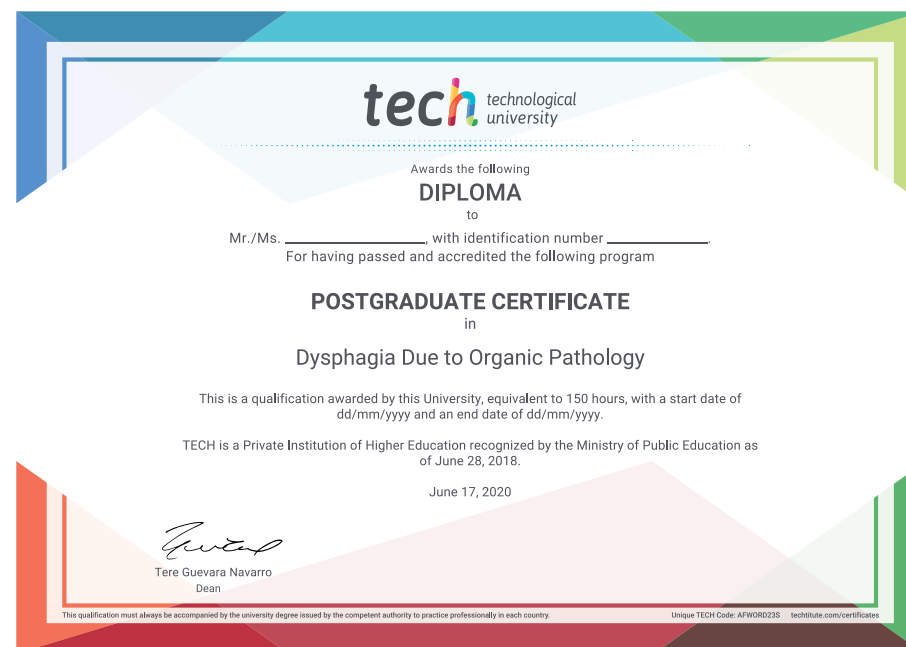 tech technological
university
Awards the following
DIPLOMA
to
Mr./Ms. ____________, with identification number ____________.
For having passed and accredited the following program
POSTGRADUATE CERTIFICATE
in
Dysphagia Due to Organic Pathology
This is a qualification awarded by this University, equivalent to 150 hours, with a start date of
dd/mm/yyyy and an end date of dd/mm/yyyy.
TECH is a Private Institution of Higher Education recognized by the Ministry of Public Education as
of June 28, 2018.
June 17, 2020
Tere Guevara Navarro
Dean
This qualification must always be accompanied by the university degree issued by the competent authority to practice professionally in each country. Unique TECH Code: AFWORD23S techtitute.com/certificates